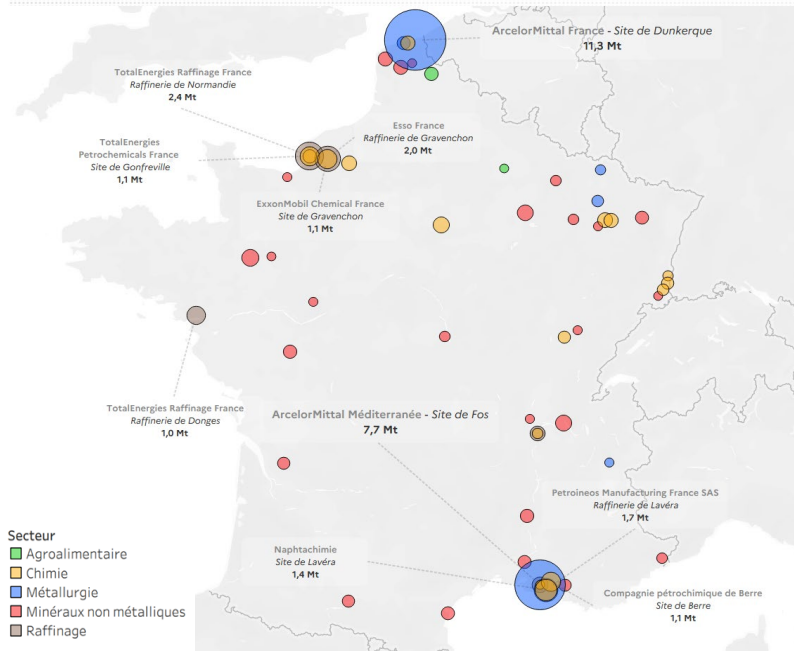 ArcelorMittal France - Site de Dunkerque
11,3 Mt
TotalEnergies Raffinage France
Raffinerie de Normandie
2,4 Mt
Esso France
Raffinerie de Gravenchon
2,0 Mt
TotalEnergies
Petrochemicals France
Site de Gonfreville
1,1 Mt
ExxonMobil Chemical France
Site de Gravenchon
1,1 Mt
TotalEnergies Raffinage France
Raffinerie de Donges
1,0 Mt
ArcelorMittal Méditerranée - Site de Fos
7,7 Mt
Petroineos Manufacturing France SAS
Raffinerie de Lavéra
1,7 Mt
Naphtachimie
Site de Lavéra
1,4 Mt
Compagnie pétrochimique de Berre
Site de Berre
1,1 Mt
Secteur
Agroalimentaire
Chimie
Métallurgie
Minéraux non métalliques
Raffinage